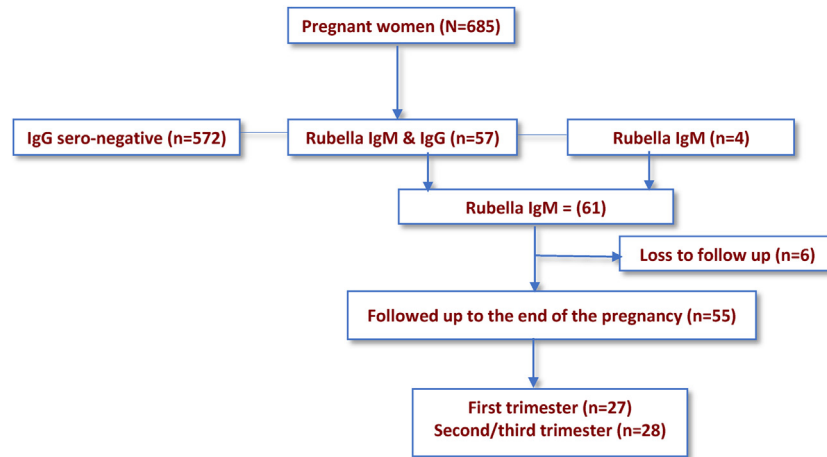 Pregnant women (N=685)
IgG sero-negative (n=572)
Rubella IgM & IgG (n=57)
Rubella IgM (n=4)
Rubella IgM = (61)
Loss to follow up (n=6)
Followed up to the end of the pregnancy (n=55)
First trimester (n=27)
Second/third trimester (n=28)